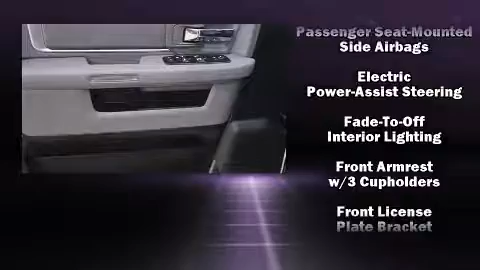 Passenger Seat-Mounted
Side Airbags
Electric
Power-Assist Steering
Fade-To-Off
Interior Lighting
Front Armrest
w/3 Cupholders
Front License
Plate Bracket